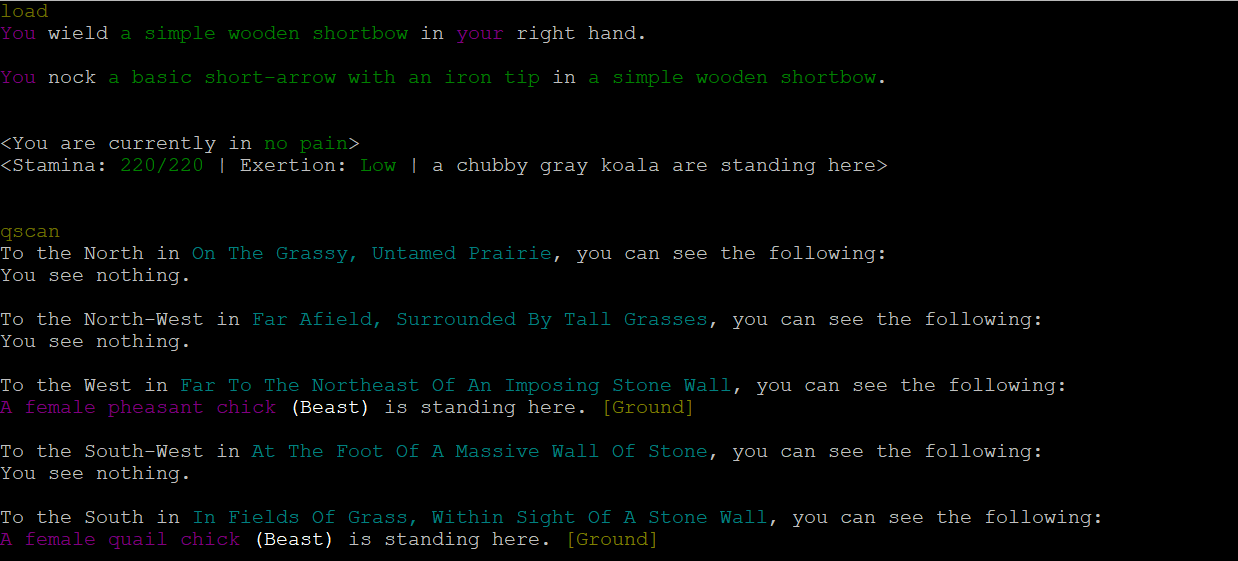 load
You wield a simple wooden shortbow in your right hand.
You nock a basic short-arrow with an iron tip in a simple wooden shortbow.
<You are currently in no pain>
<Stamina: 220/220 | Exertion: Low | a chubby gray koala are standing here>
qscan
To the North in On The Grassy, Untamed Prairie, you can see the following:
You see nothing.
To the North-West in Far Afield, Surrounded By Tall Grasses, you can see the following:
You see nothing.
To the West in Far To The Northeast Of An Imposing Stone Wall, you can see the following:
A female pheasant chick (Beast) is standing here. [Ground]
To the South-West in At The Foot Of A Massive Wall Of Stone, you can see the following:
You see nothing.
To the South in In Fields Of Grass, Within Sight Of A Stone Wall, you can see the following:
A female quail chick (Beast) is standing here. [Ground]